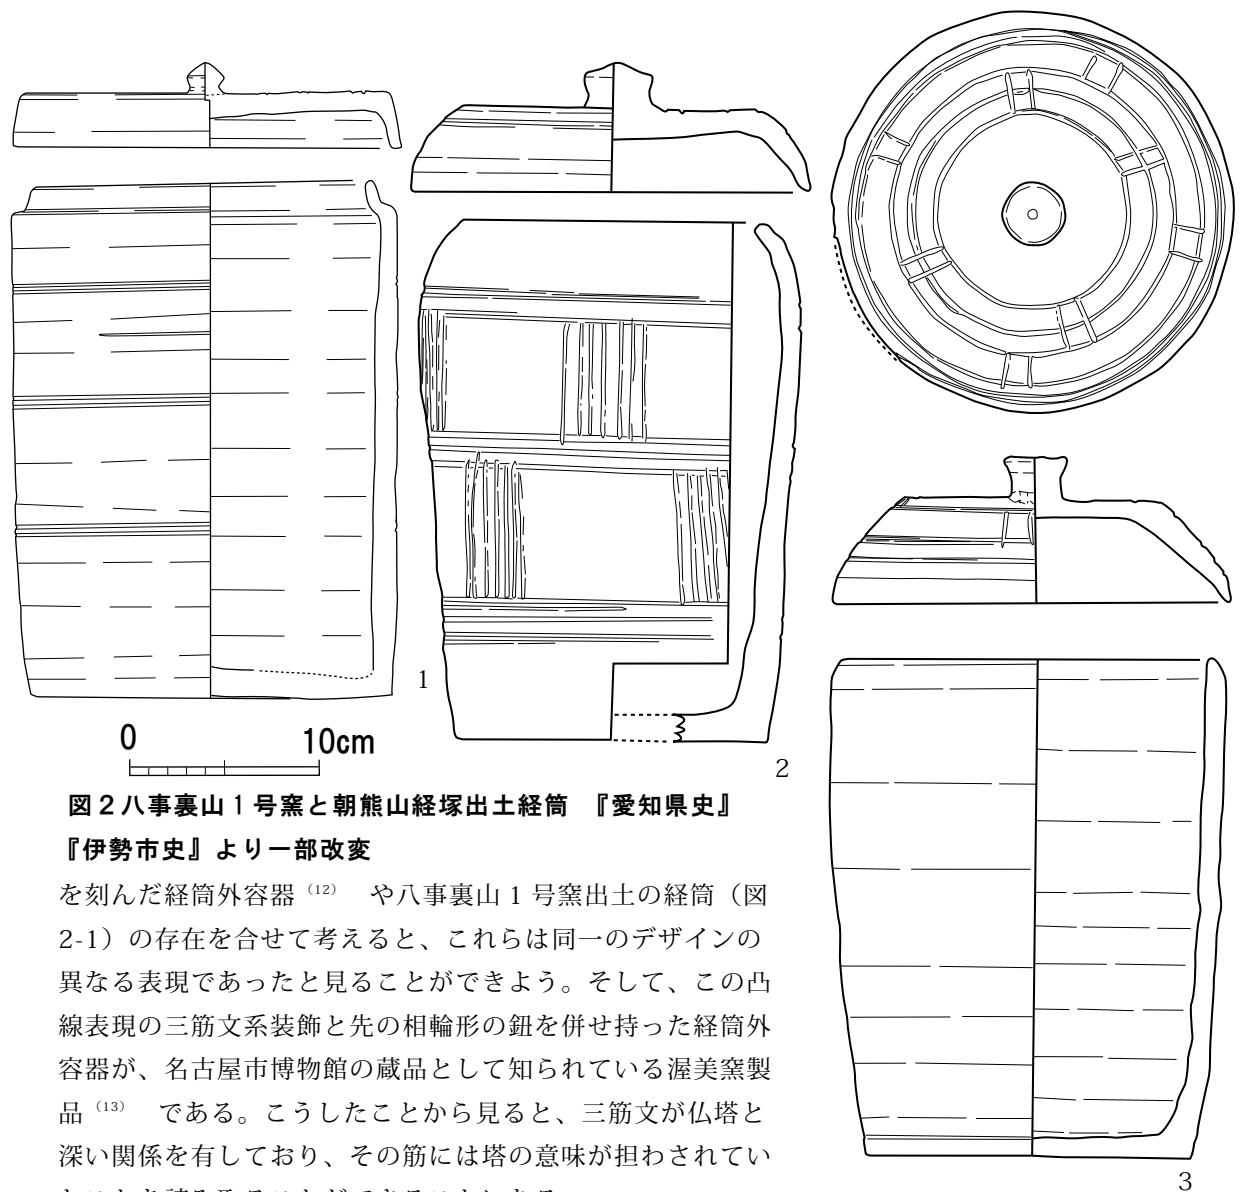 1
0 10cm
2
図２八事裏山１号窯と朝熊山経塚出土経筒　『愛知県史』
『伊勢市史』より一部改変
を刻んだ経筒外容器（12）　や八事裏山 1 号窯出土の経筒（図
2-1）の存在を合せて考えると、これらは同一のデザインの
異なる表現であったと見ることができよう。そして、この凸
線表現の三筋文系装飾と先の相輪形の鈕を併せ持った経筒外
容器が、名古屋市博物館の蔵品として知られている渥美窯製
品（13）　である。こうしたことから見ると、三筋文が仏塔と
深い関係を有しており、その筋には塔の意味が担わされてい
3